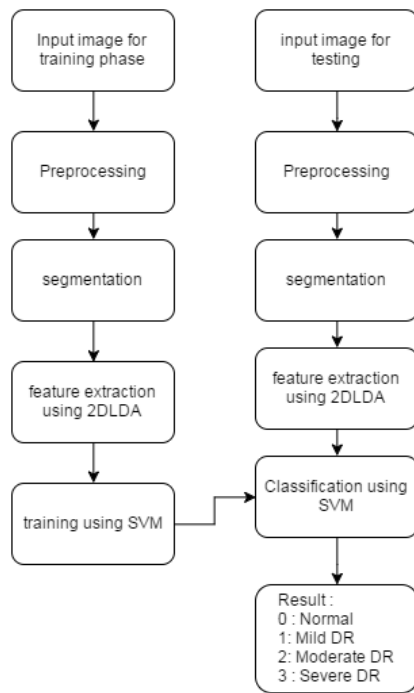 Input image for
training phase
Preprocessing
segmentation
feature extraction
using 2DLDA
training using SVM
input image for
testing
Preprocessing
segmentation
feature extraction
using 2DLDA
Classification using
SVM
Result :
0 : Normal
1: Mild DR
2: Moderate DR
3 : Severe DR